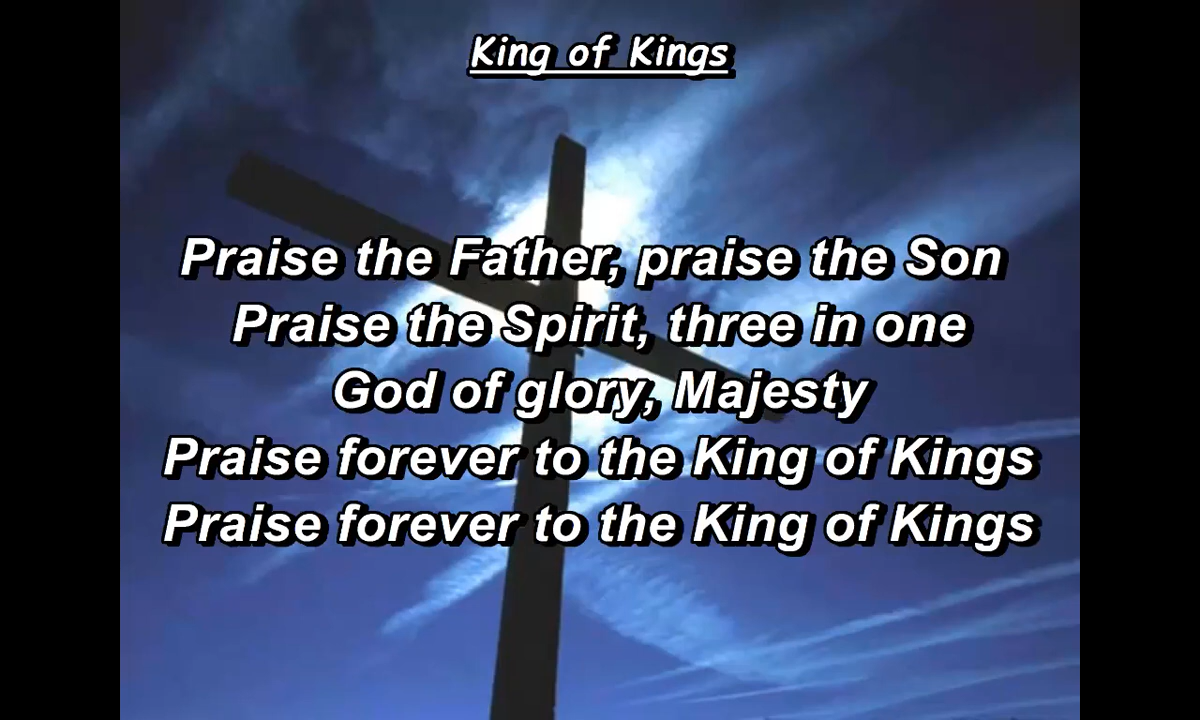 King of Kings
Praise the Father, praise the Son
Praise the Spirit, three in one
God of glory, Majesty
Praise forever to the King of Kings
Praise forever to the King of Kings